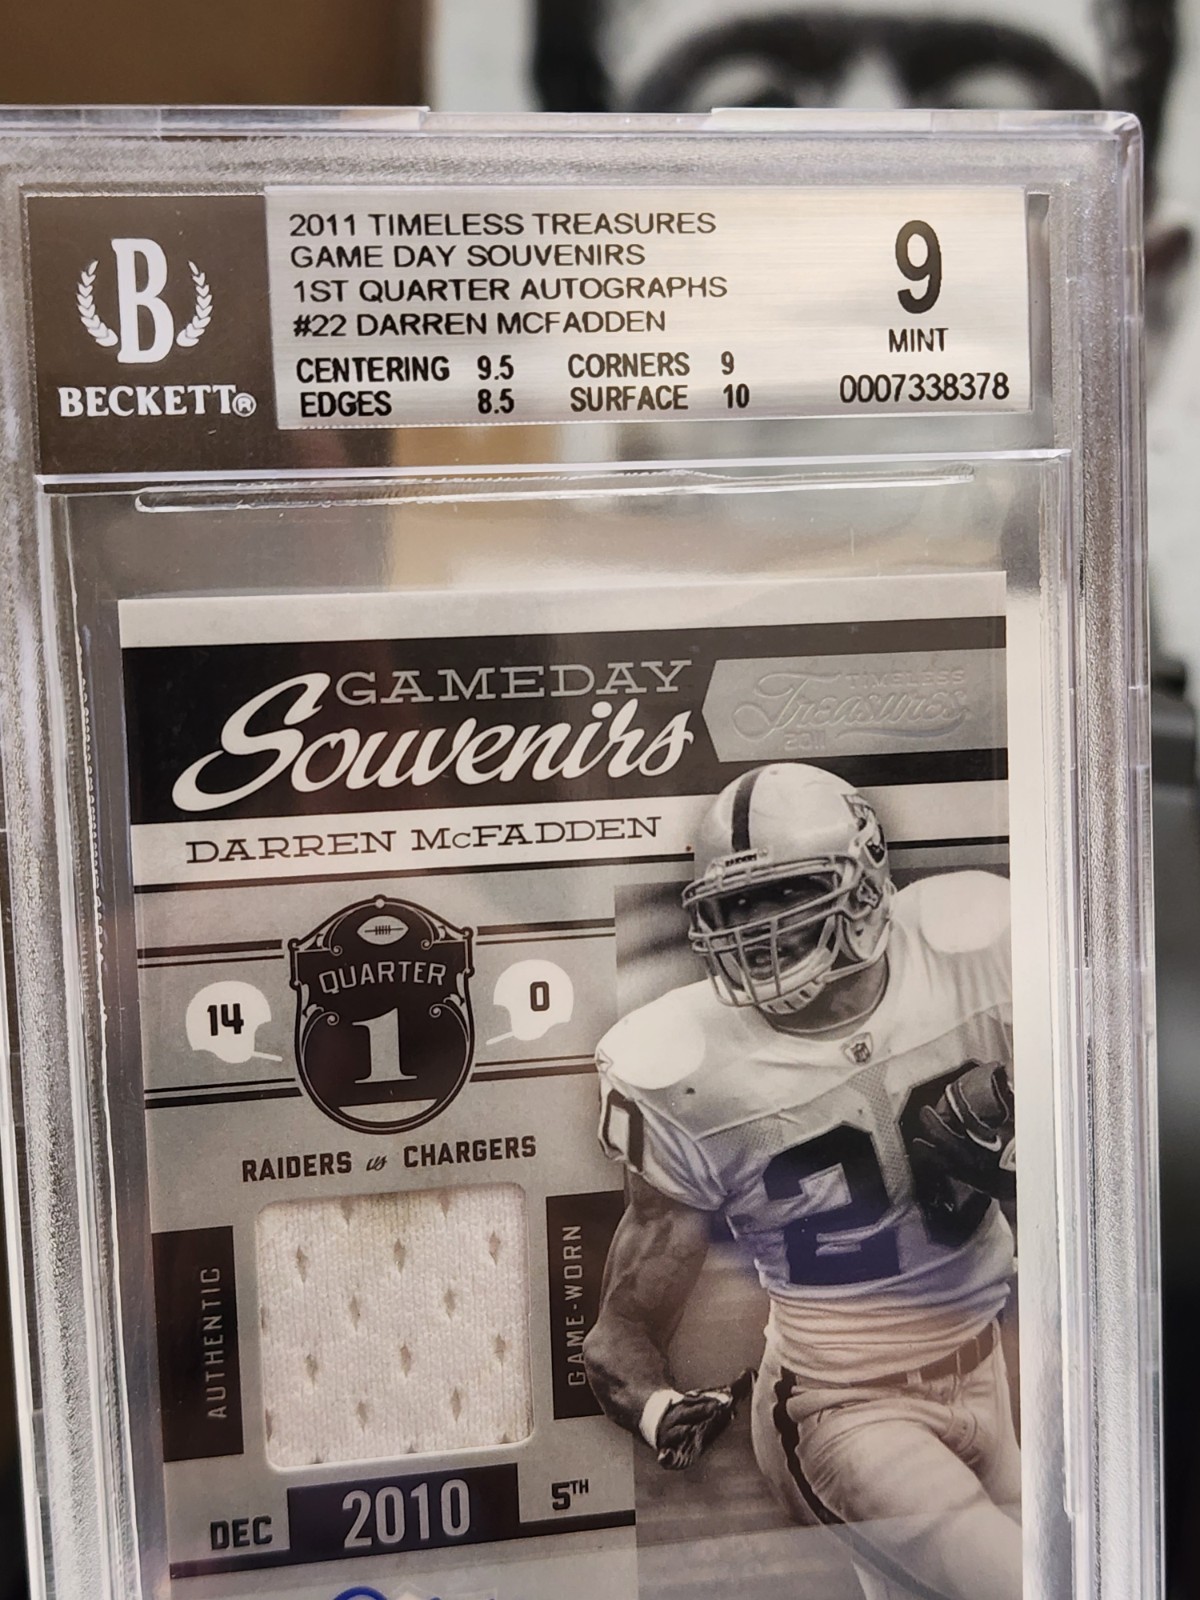 B
BECKETT®
2011 TIMELESS TREASURES
GAME DAY SOUVENIRS
1ST QUARTER AUTOGRAPHS
#22 DARREN MCFADDEN
CENTERING 9.5 CORNERS 9
EDGES 8.5 SURFACE 10
9
MINT
0007338378
GAMEDAY
Souvenirs
TIMELESS
Treasures
2011
DARREN McFADDEN
RAIDERS
14
QUARTER
1
0
RAIDERS vs CHARGERS
AUTHENTIC
GAME-WORN
20
DEC 2010 5TH